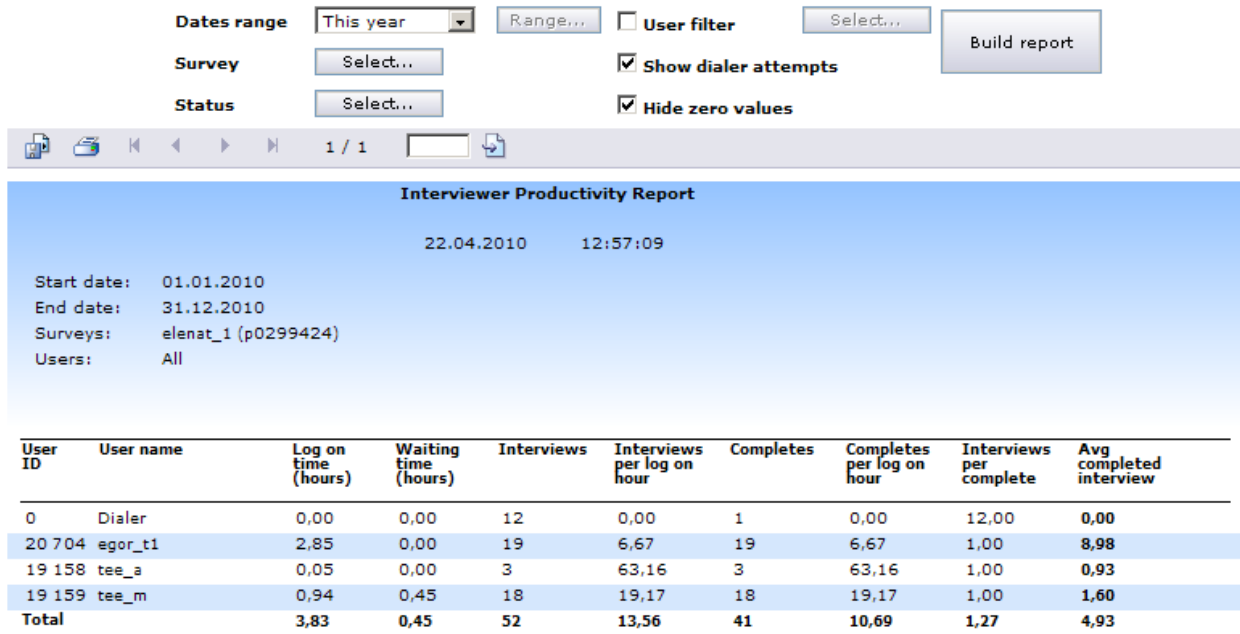 Dates range This year Range... User filter Select... Build report
Survey Select... Show dialer attempts
Status Select... Hide zero values
1 / 1
Interviewer Productivity Report
22.04.2010 12:57:09
Start date: 01.01.2010
End date: 31.12.2010
Surveys: elenat_1 (p0299424)
Users: All
User ID User name Log on time (hours) Waiting time (hours) Interviews Interviews per log on hour Completes Completes per log on hour Interviews per complete Avg completed interview
0 Dialer 0,00 0,00 12 0,00 1 0,00 12,00 0,00
20 704 egor_t1 2,85 0,00 19 6,67 19 6,67 1,00 8,98
19 158 tee_a 0,05 0,00 3 63,16 3 63,16 1,00 0,93
19 159 tee_m 0,94 0,45 18 19,17 18 19,17 1,00 1,60
Total 3,83 0,45 52 13,56 41 10,69 1,27 4,93